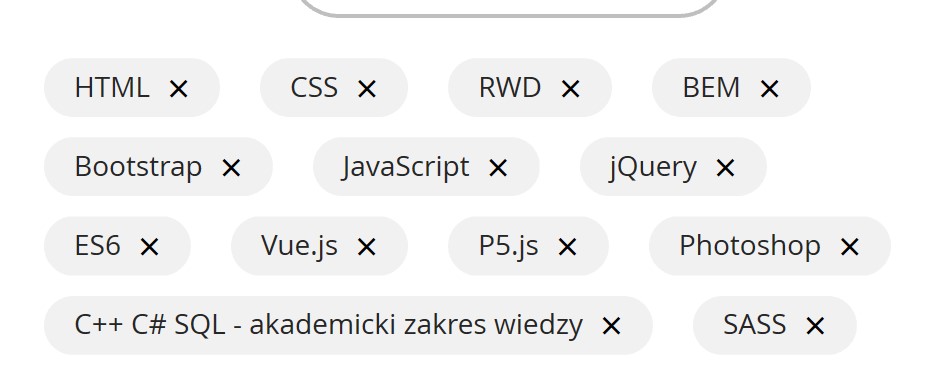 HTML × CSS × RWD × BEM ×
Bootstrap × JavaScript × jQuery ×
ES6 × Vue.js × P5.js × Photoshop ×
C++ C# SQL - akademicki zakres wiedzy × SASS ×